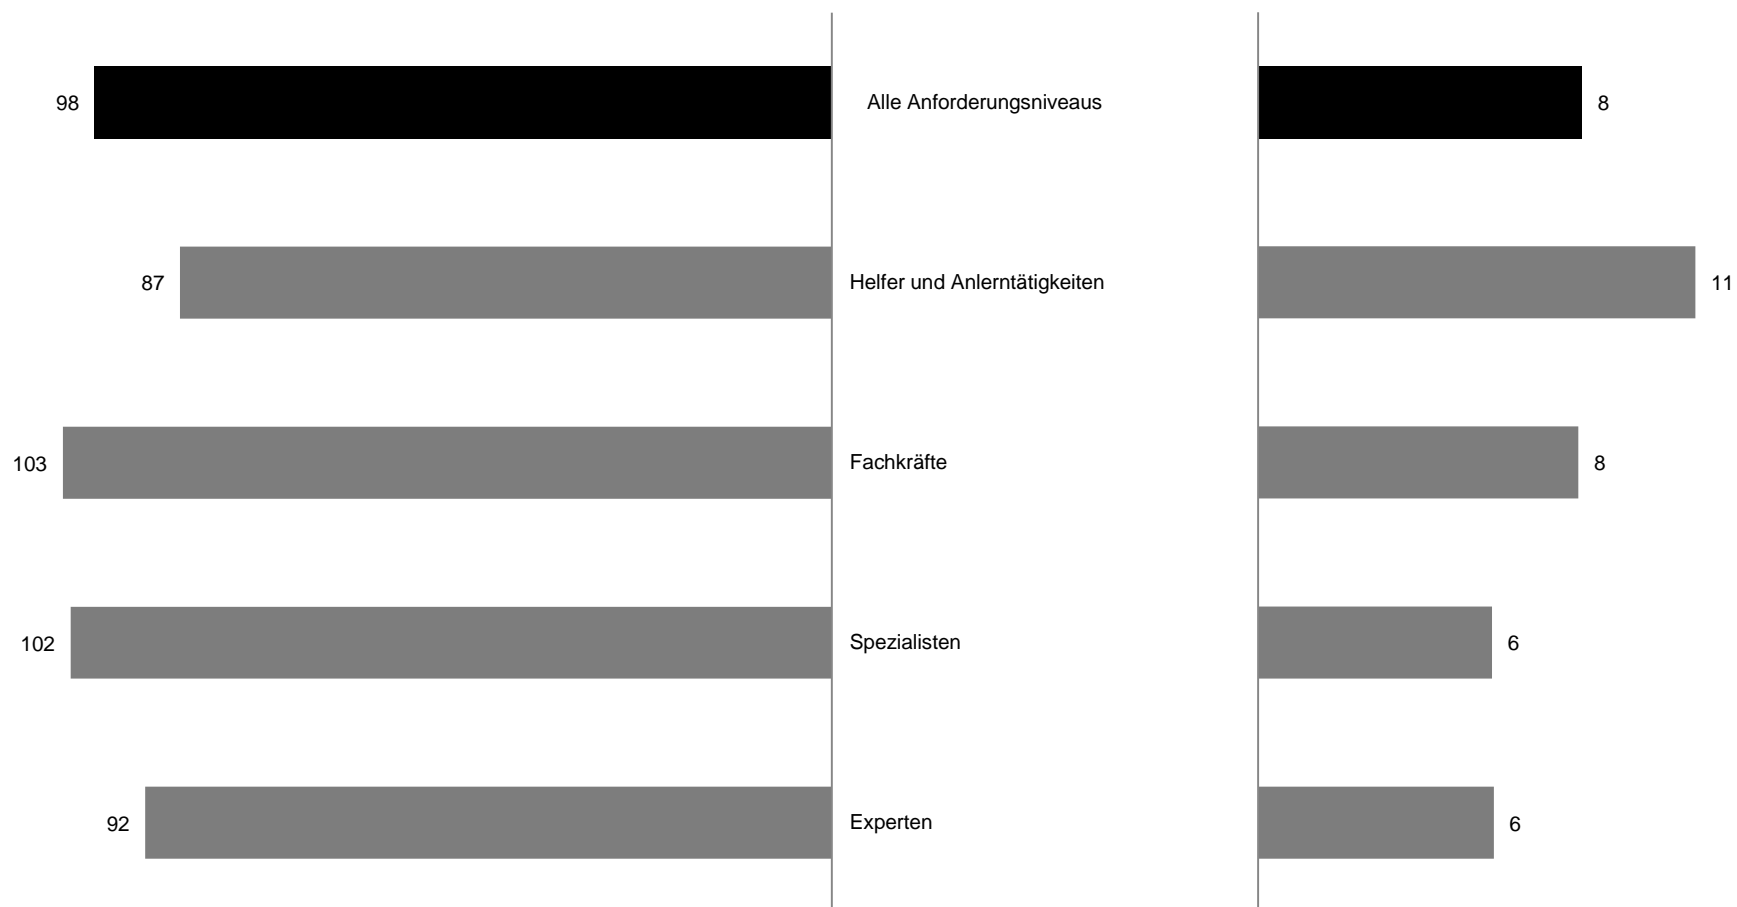 98 Alle Anforderungsniveaus 8
87 Helfer und Anlerntätigkeiten 11
103 Fachkräfte 8
102 Spezialisten 6
92 Experten 6